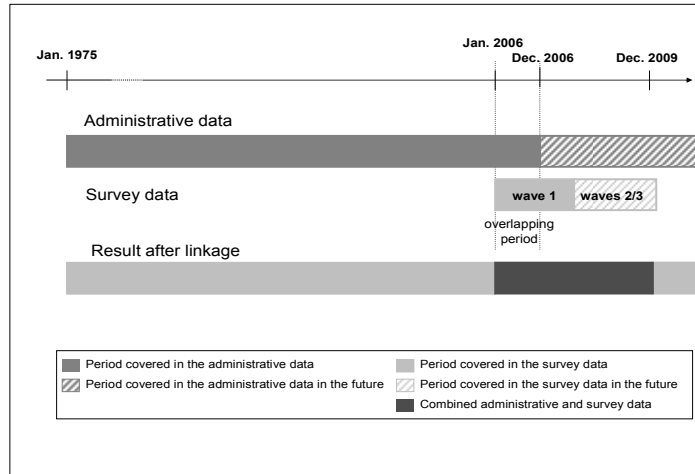 Jan. 1975
Jan. 2006
Dec. 2006
Dec. 2009
Administrative data
Survey data
wave 1
waves 2/3
overlapping
period
Result after linkage
Period covered in the administrative data
Period covered in the survey data
Period covered in the administrative data in the future
Period covered in the survey data in the future
Combined administrative and survey data